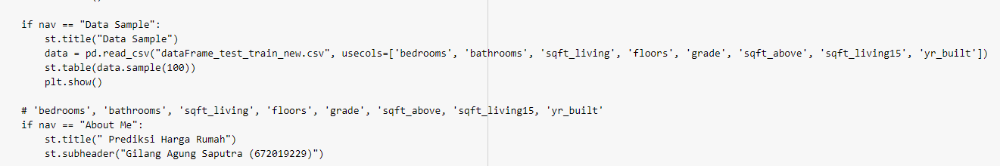 if nav == "Data Sample":
    st.title("Data Sample")
    data = pd.read_csv("dataFrame_test_train_new.csv", usecols=['bedrooms', 'bathrooms', 'sqft_living', 'floors', 'grade', 'sqft_above', 'sqft_living15', 'yr_built'])
    st.table(data.sample(100))
    plt.show()
# 'bedrooms', 'bathrooms', 'sqft_living', 'floors', 'grade', 'sqft_above, 'sqft_living15, 'yr_built'
if nav == "About Me":
    st.title(" Prediksi Harga Rumah")
    st.subheader("Gilang Agung Saputra (672019229)")